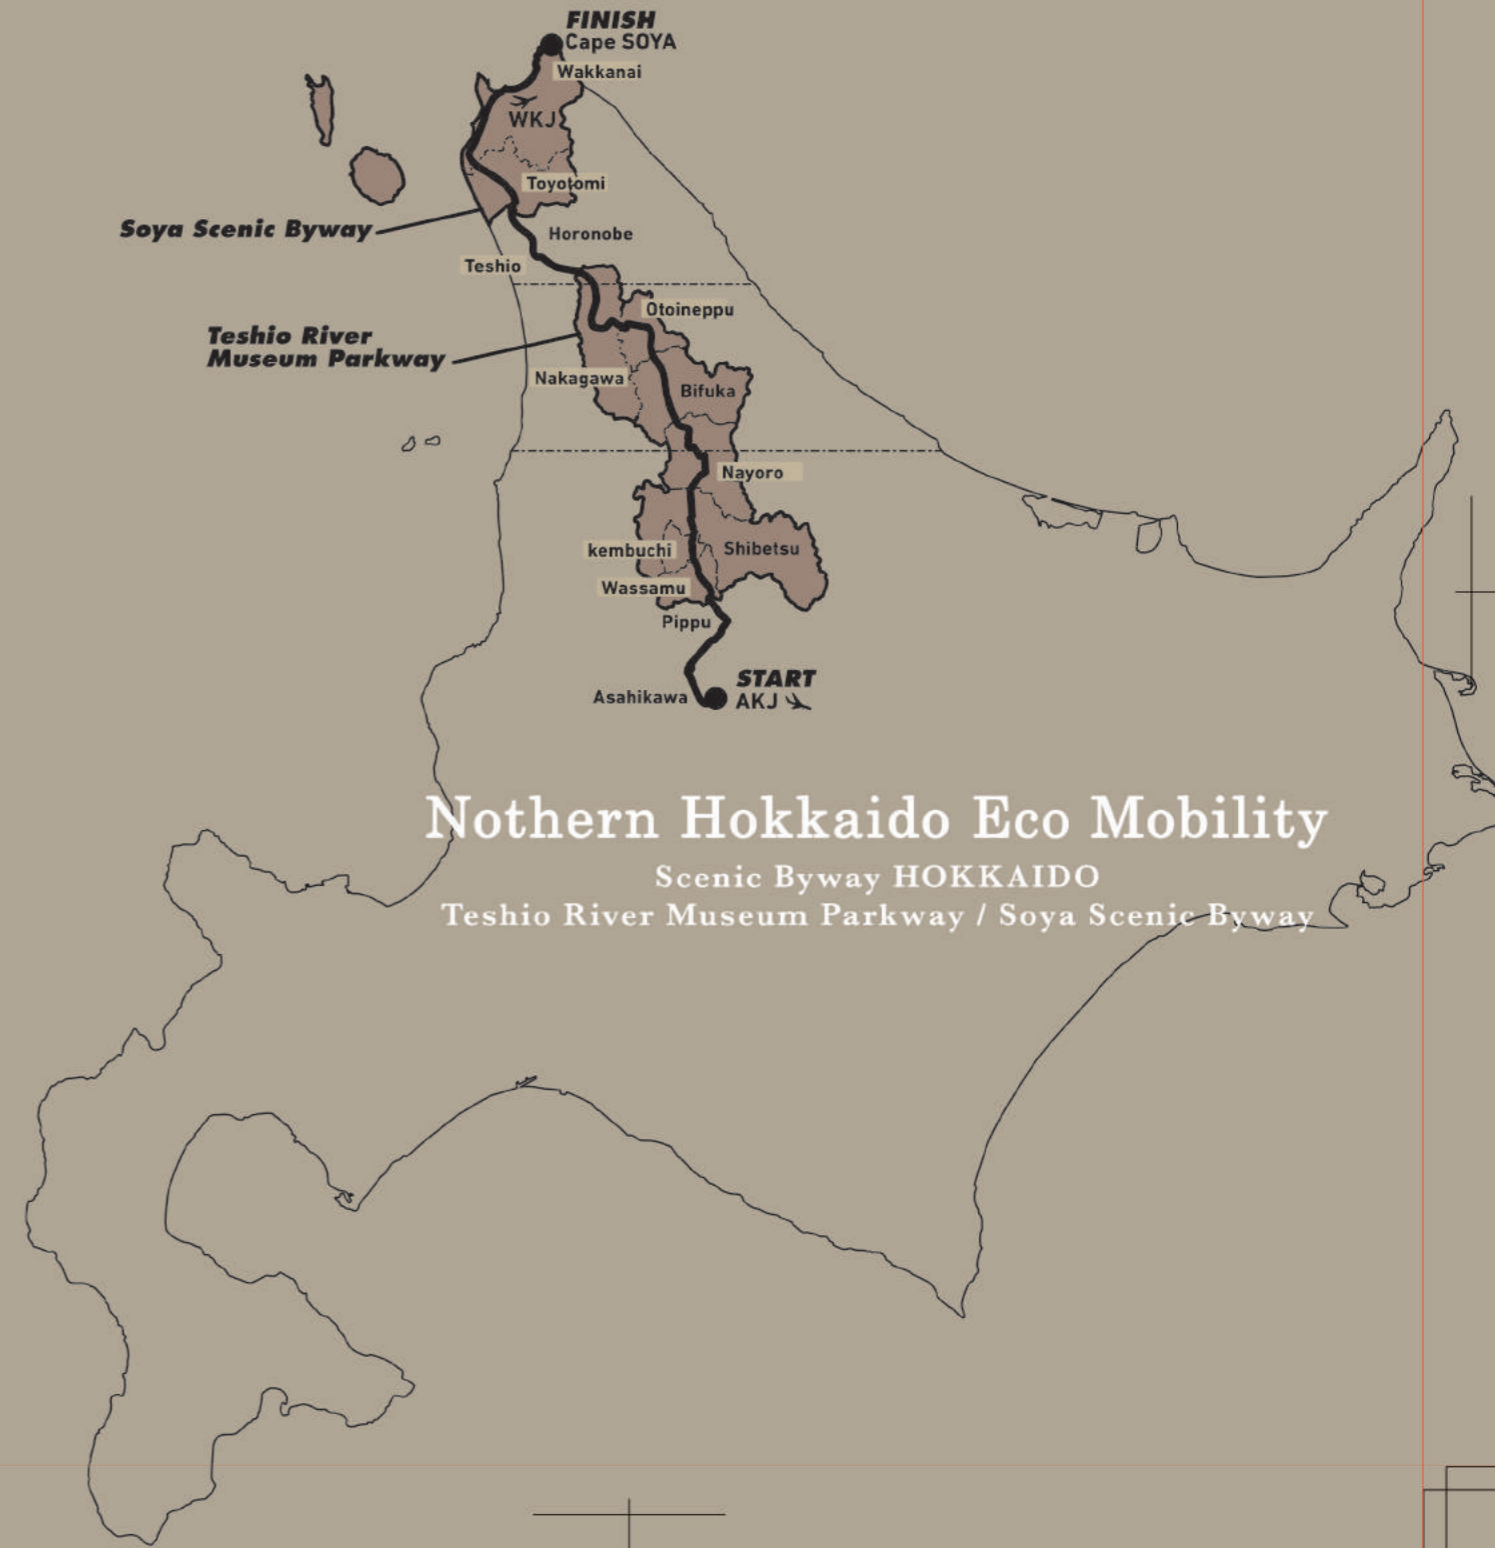 FINISH
Cape SOYA
Wakkanai
WKJ
Toyotomi
Soya Scenic Byway
Horonobe
Teshio
Otoineppu
Teshio River
Museum Parkway
Nakagawa
Bifuka
Nayoro
kembuchi
Shibetsu
Wassamu
Pippu
START
Asahikawa
AKJ
Nothern Hokkaido Eco Mobility
Scenic Byway HOKKAIDO
Teshio River Museum Parkway / Soya Scenic Byway